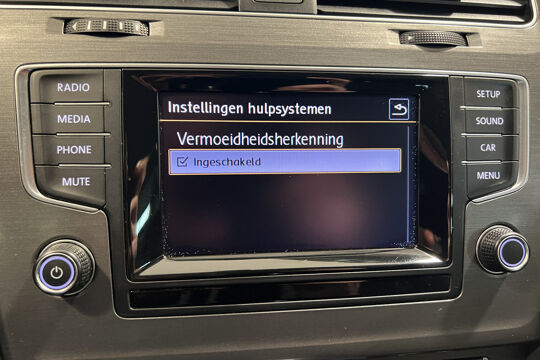 RADIO
MEDIA
PHONE
MUTE
Instellingen hulpsystemen
Vermoeidheidsherkenning
Ingeschakeld
SETUP
SOUND
CAR
MENU